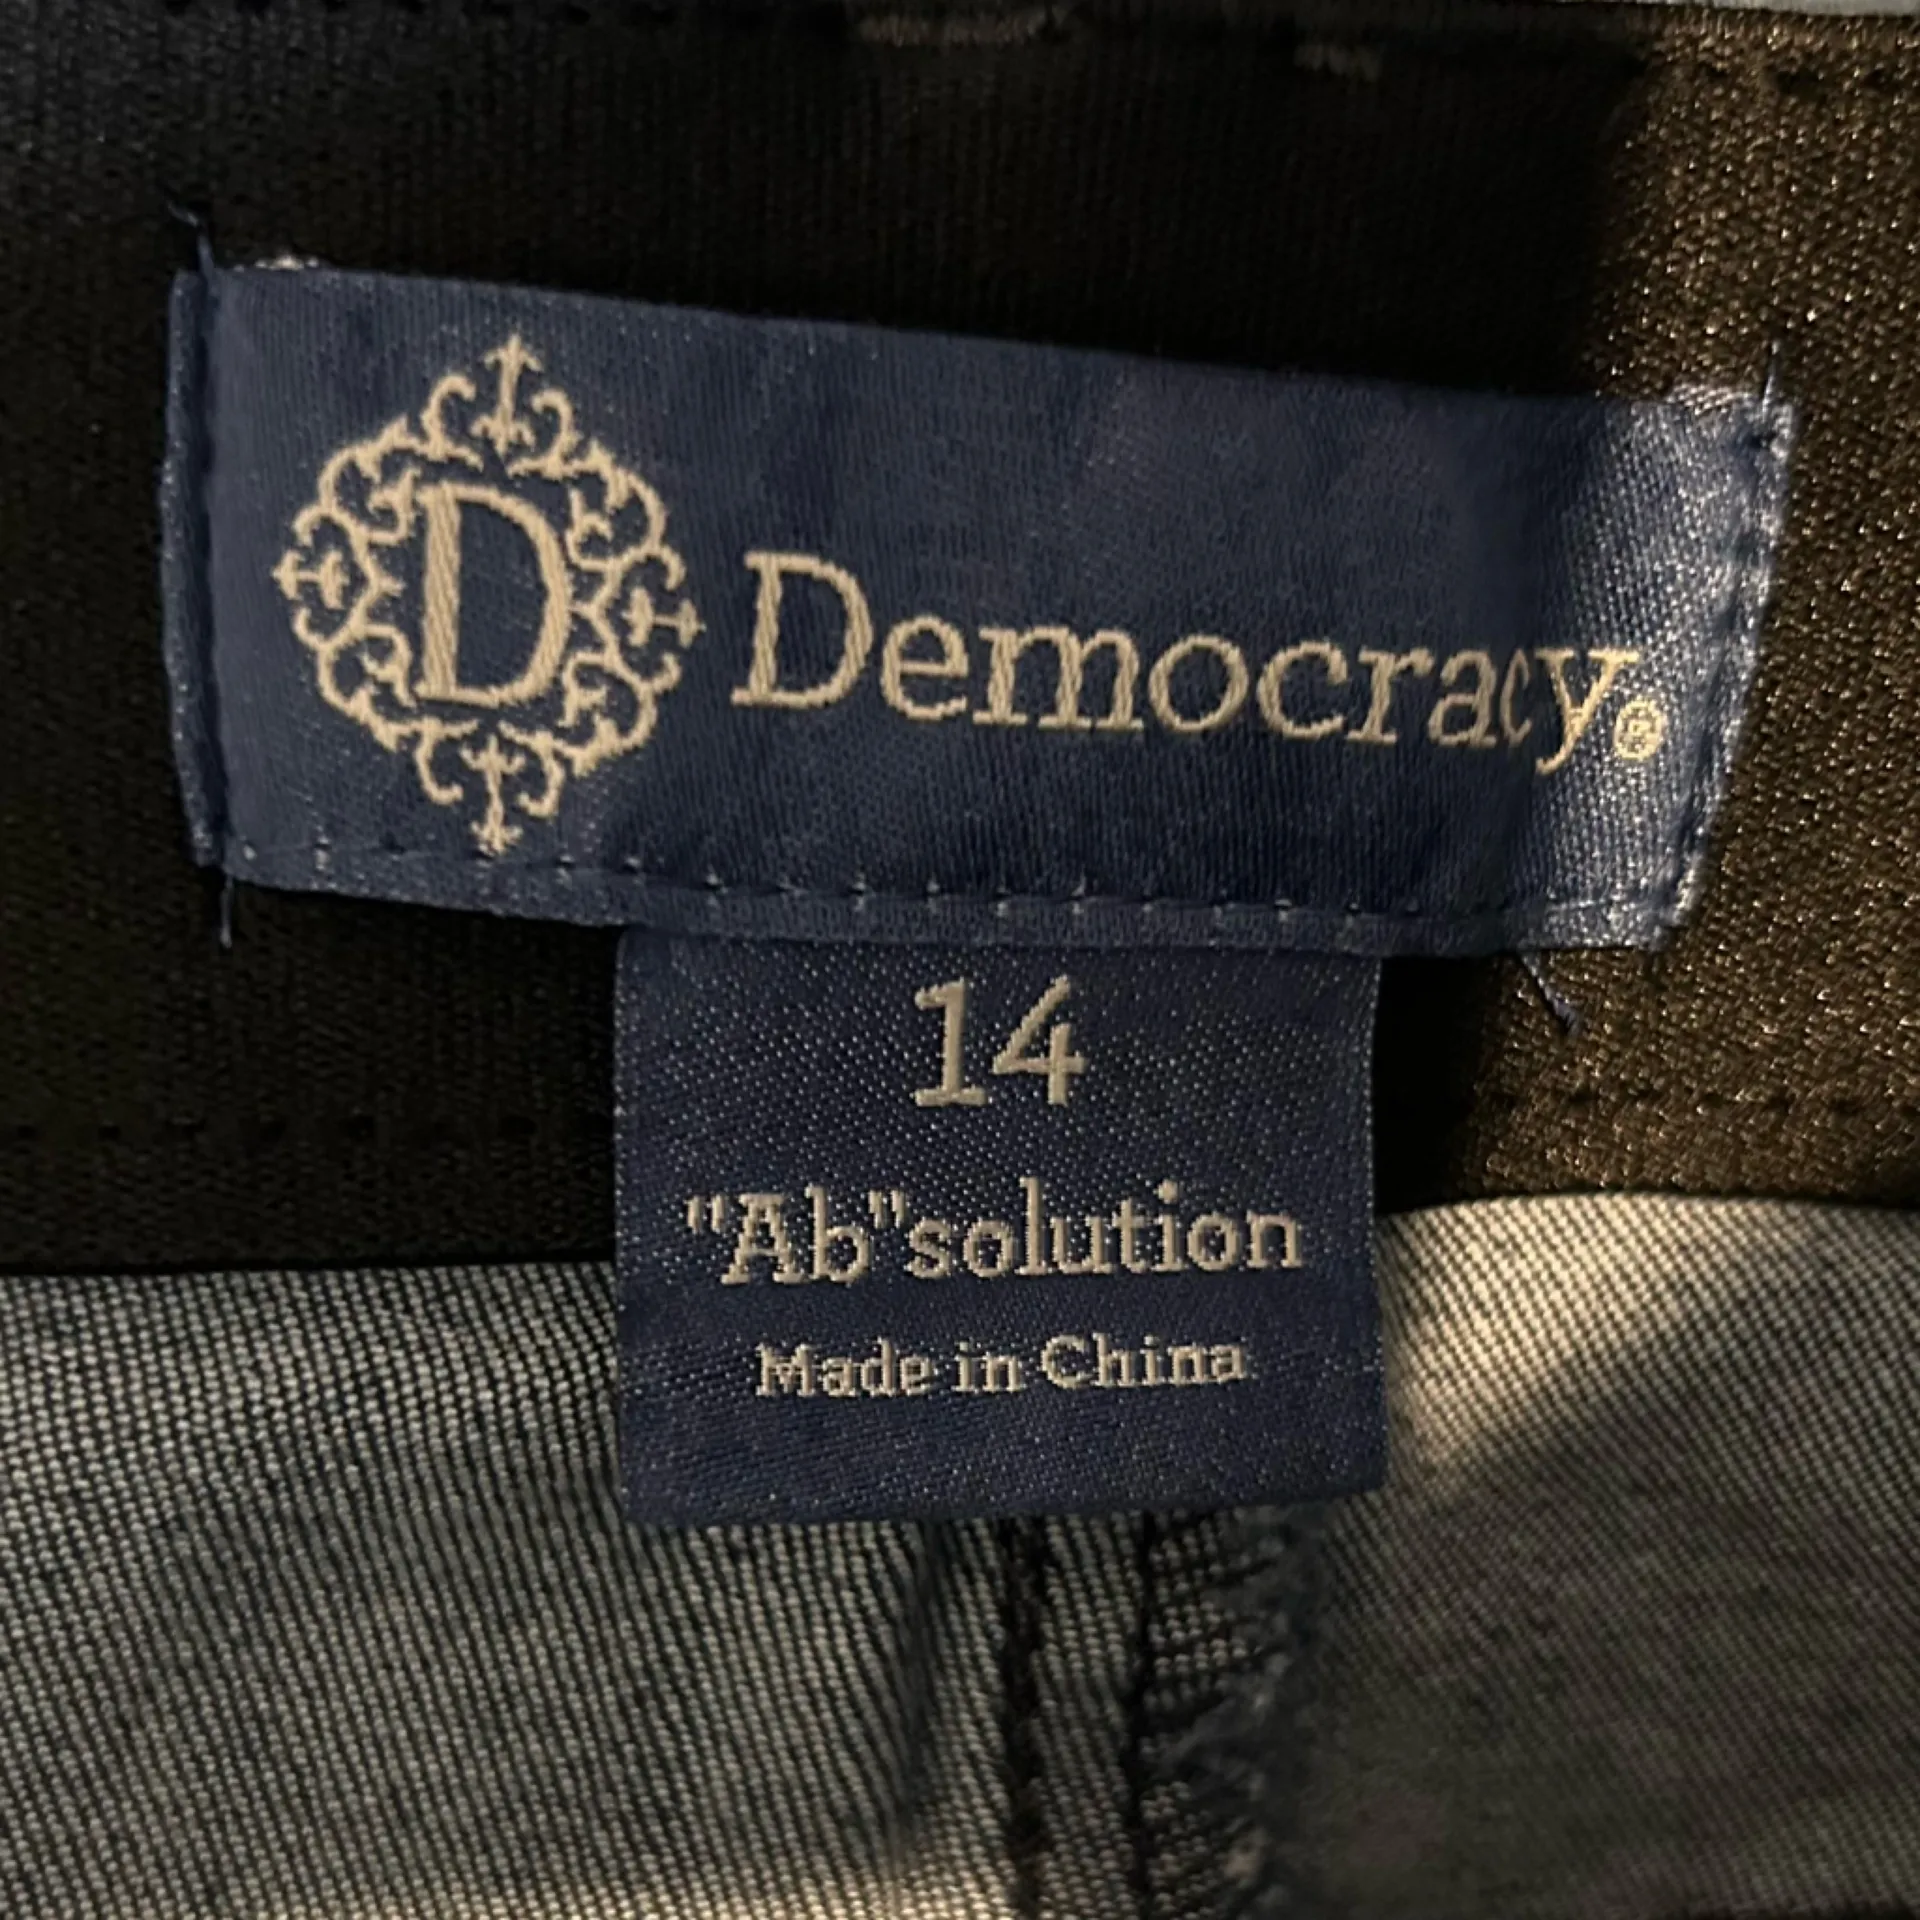 D
Democracy®
14
"Ab"solution
Made in China